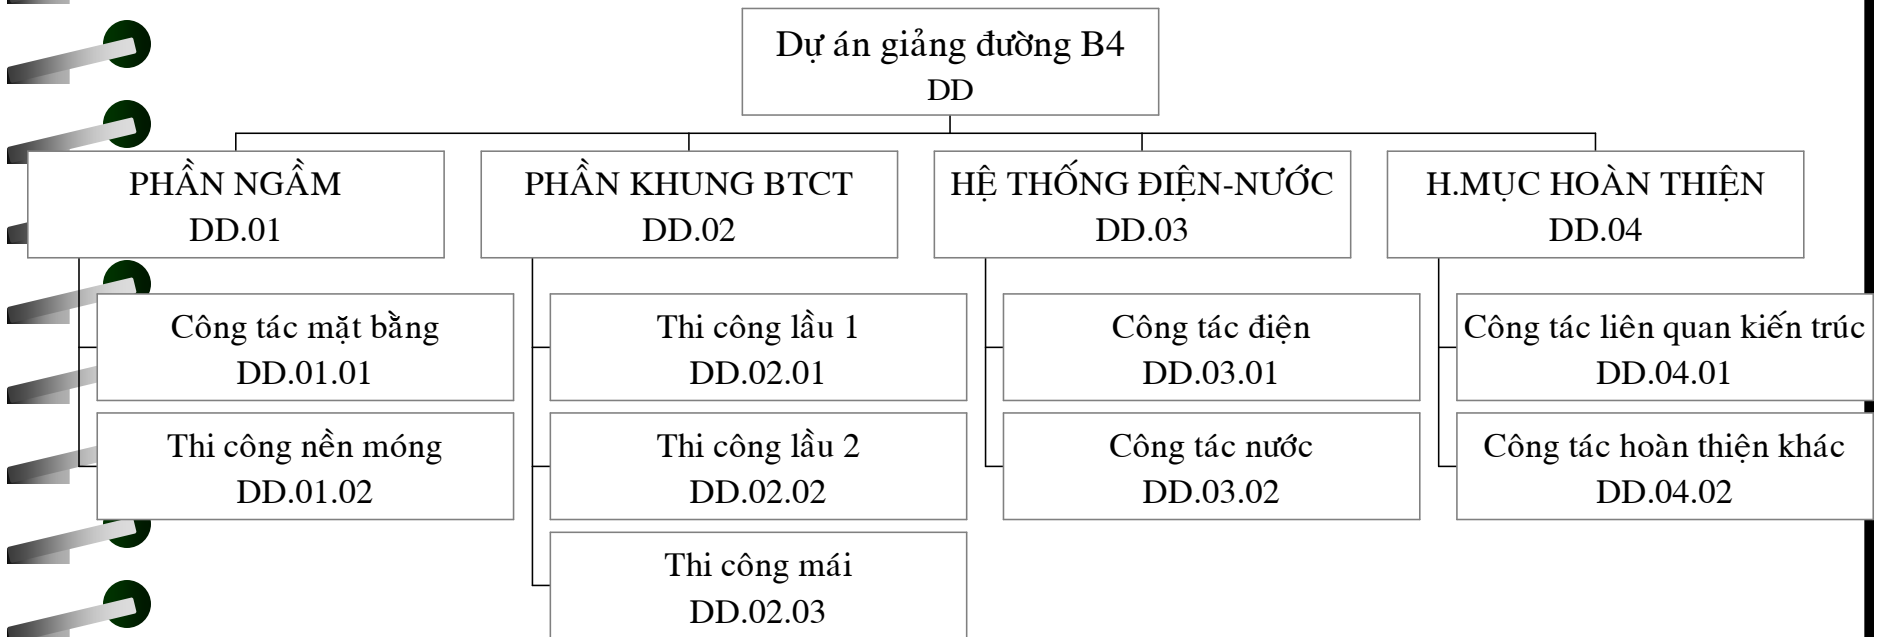 Dự án giảng đường B4
DD
PHẦN NGẦM
DD.01
PHẦN KHUNG BTCT
DD.02
HỆ THỐNG ĐIỆN-NƯỚC
DD.03
H.MỤC HOÀN THIỆN
DD.04
Công tác mặt bằng
DD.01.01
Thi công nền móng
DD.01.02
Thi công lầu 1
DD.02.01
Thi công lầu 2
DD.02.02
Thi công mái
DD.02.03
Công tác điện
DD.03.01
Công tác nước
DD.03.02
Công tác liên quan kiến trúc
DD.04.01
Công tác hoàn thiện khác
DD.04.02